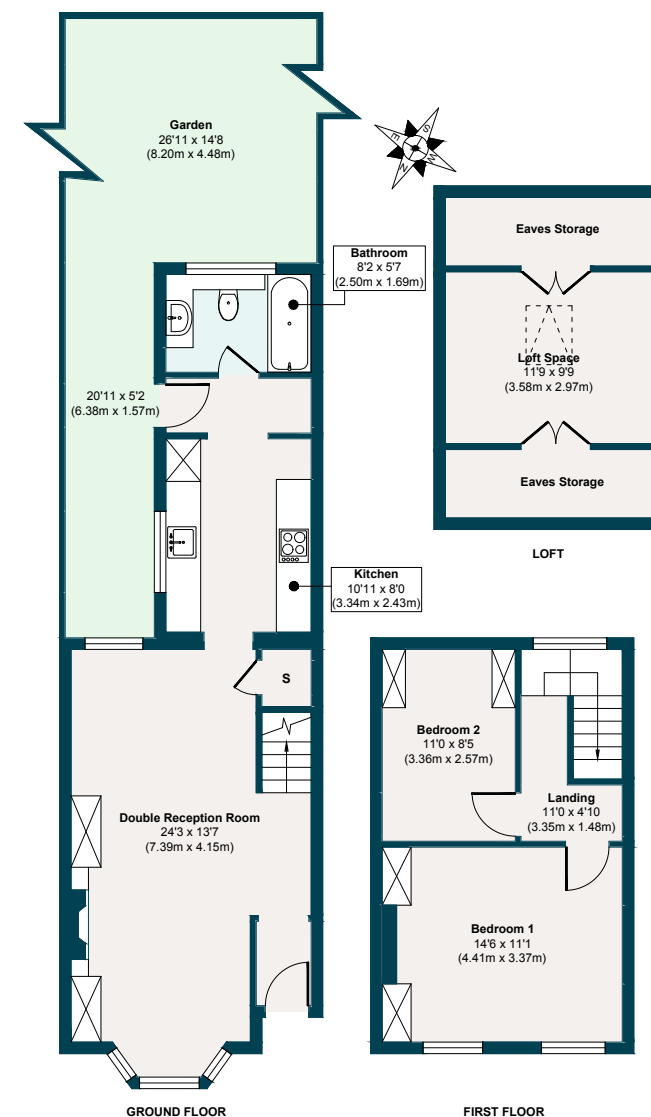 Garden
26'11 x 14'8
(8.20m x 4.48m)
S
E
W
N
Bathroom
8'2 x 5'7
(2.50m x 1.69m)
Eaves Storage
Loft Space
11'9 x 9'9
(3.58m x 2.97m)
20'11 x 5'2
(6.38m x 1.57m)
Eaves Storage
LOFT
Kitchen
10'11 x 8'0
(3.34m x 2.43m)
S
Bedroom 2
11'0 x 8'5
(3.36m x 2.57m)
Landing
11'0 x 4'10
(3.35m x 1.48m)
Double Reception Room
24'3 x 13'7
(7.39m x 4.15m)
Bedroom 1
14'6 x 11'1
(4.41m x 3.37m)
GROUND FLOOR
FIRST FLOOR